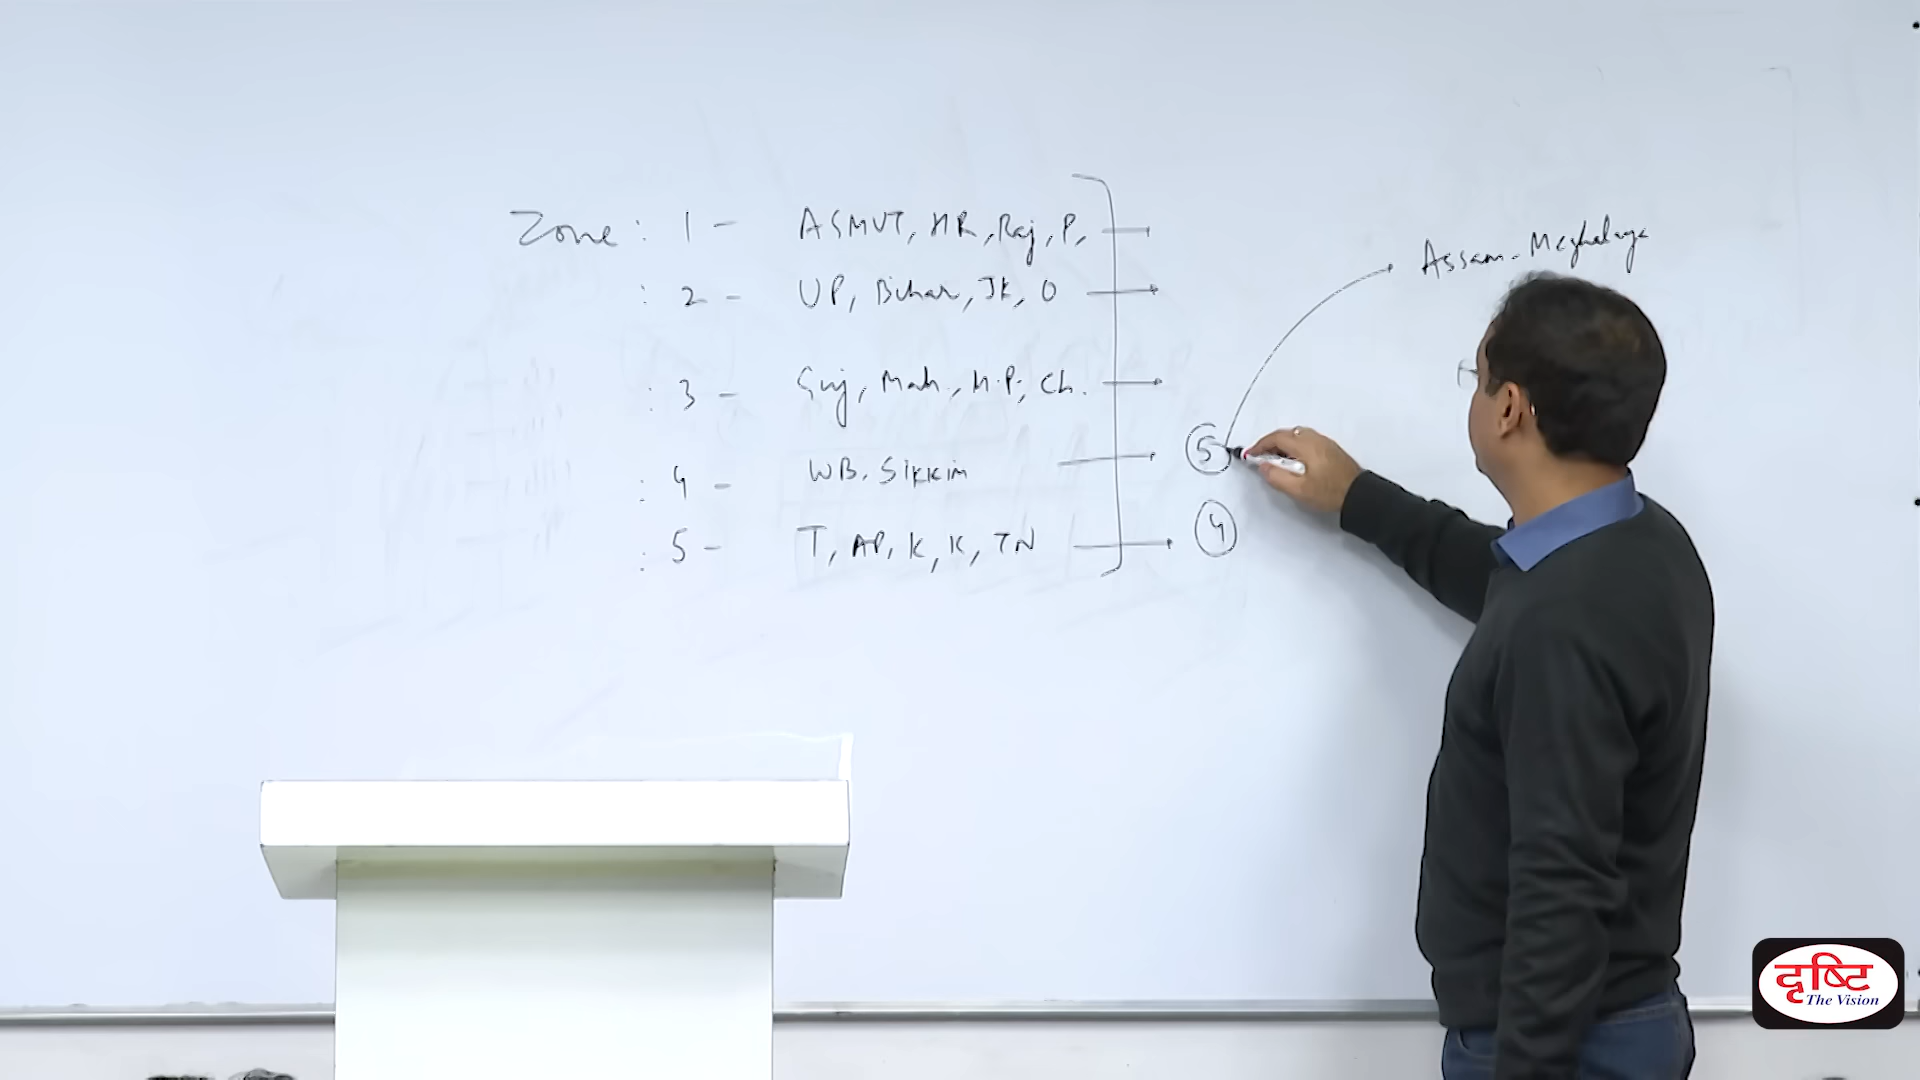 Zone : 1 - ASMUT, HR, Raj, P,
: 2 - UP, Bihar, JK, O
: 3 - Guj, Mah, M.P., Ch.
: 4 - WB, Sikkim
: 5 - T, AP, K, K, TN
5
4
Assam - Meghalaya
दृष्टि
The Vision